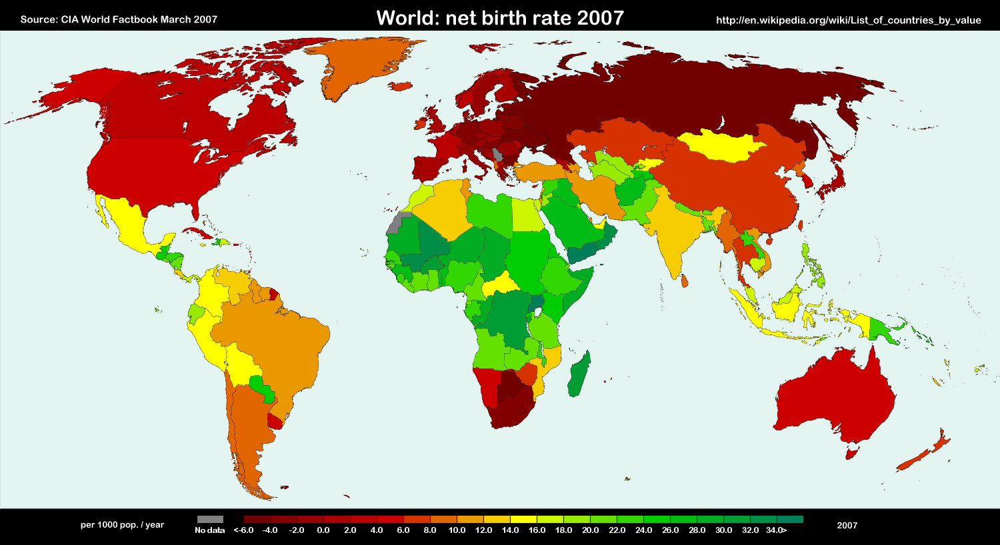 Source: CIA World Factbook March 2007
World: net birth rate 2007
http://en.wikipedia.org/wiki/List_of_countries_by_value
per 1000 pop. / year
No data <-6.0 -4.0 -2.0 0.0 2.0 4.0 6.0 8.0 10.0 12.0 14.0 16.0 18.0 20.0 22.0 24.0 26.0 28.0 30.0 32.0 34.0>
2007